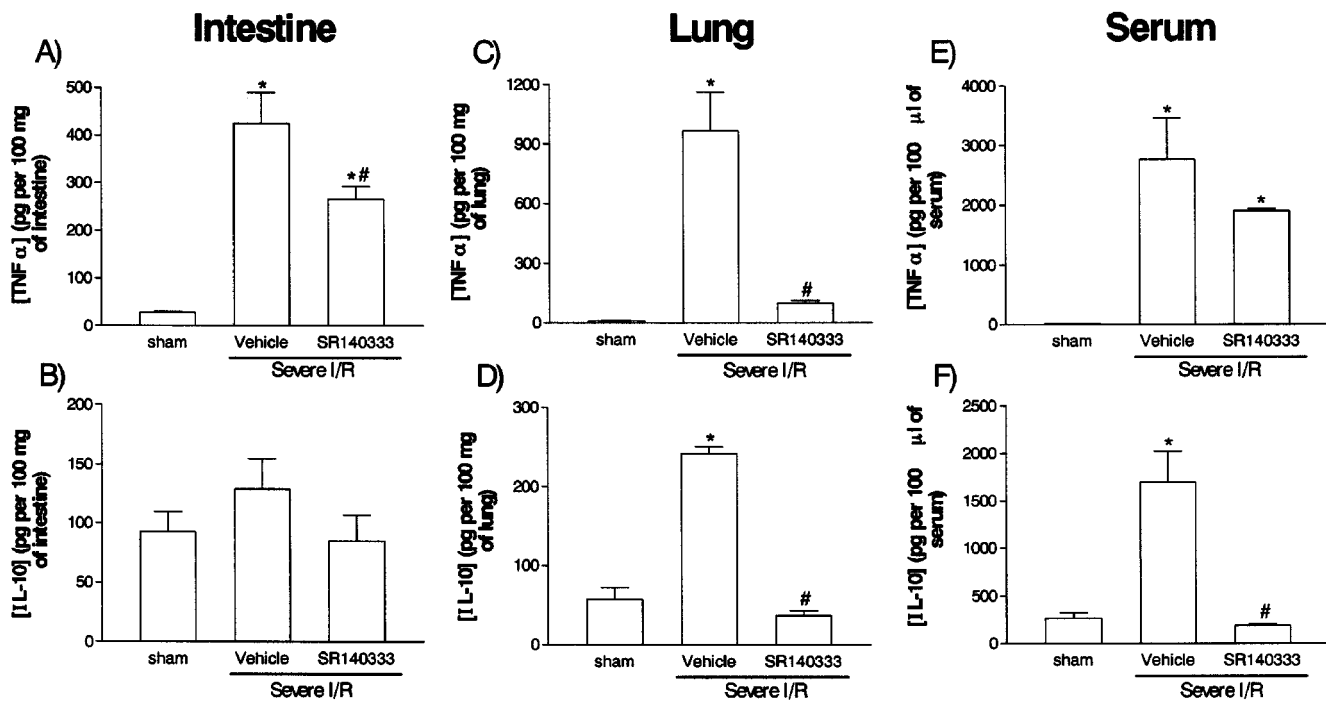 Intestine
Lung
Serum
A)
[TNF α] (pg per 100 mg
of intestine)
500
400
300
200
100
0
*
*#
sham
Vehicle
SR140333
Severe I/R
C)
[TNF α] (pg per 100 mg
of lung)
1200
900
600
300
0
*
#
sham
Vehicle
SR140333
Severe I/R
E)
[TNF α] (pg per 100 μl of
serum)
4000
3000
2000
1000
0
*
*
sham
Vehicle
SR140333
Severe I/R
B)
[IL-10] (pg per 100 mg
of intestine)
200
150
100
50
0
sham
Vehicle
SR140333
Severe I/R
D)
[IL-10] (pg per 100 mg
of lung)
300
200
100
0
*
#
sham
Vehicle
SR140333
Severe I/R
F)
[IL-10] (pg per 100 μl of
serum)
2500
2000
1500
1000
500
0
*
#
sham
Vehicle
SR140333
Severe I/R